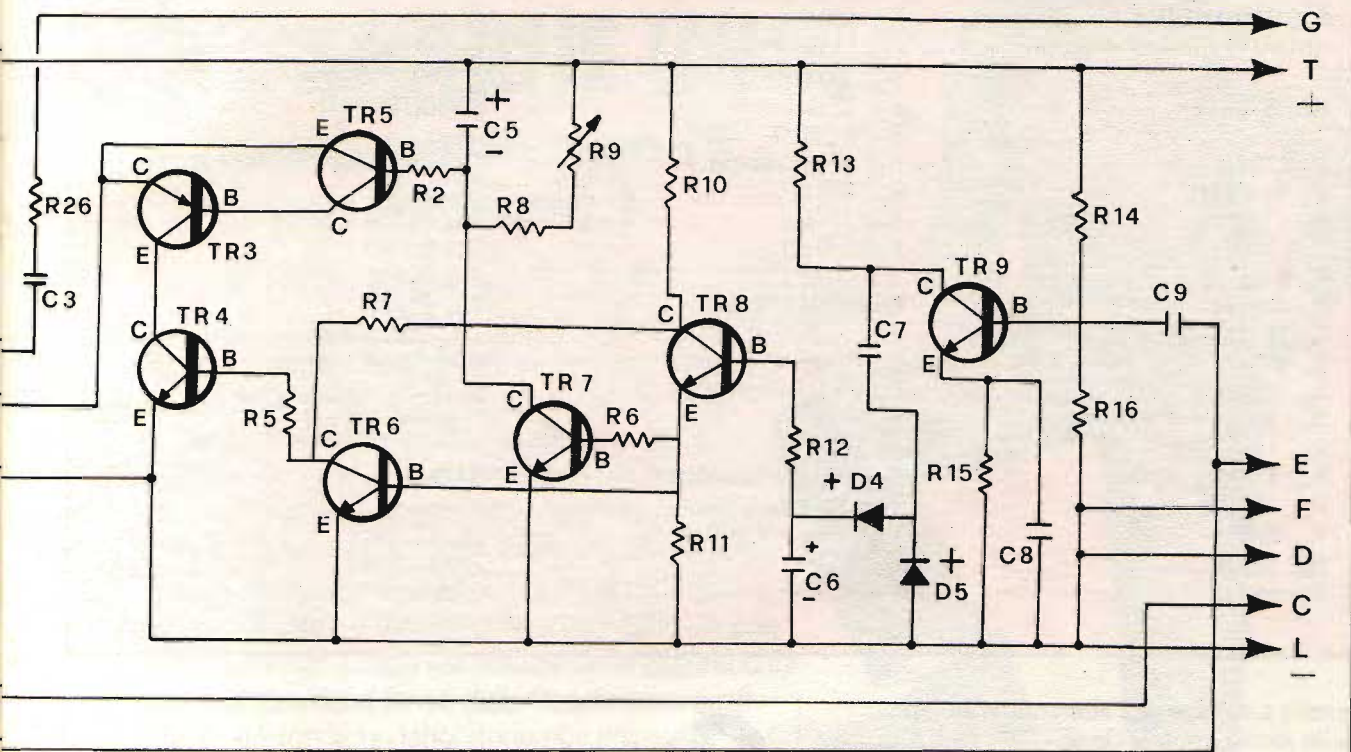 G
T
+
TR5
E
+
C5
-
R9
B
R2
C
C
B
R26
E
TR3
R8
R10
R13
R14
C3
TR4
C
B
E
R7
TR8
C
B
E
TR9
C
B
E
C7
C9
R5
TR6
C
B
E
TR7
C
B
E
R6
R12
+ D4
R15
R16
R11
+
C6
-
+
D5
C8
E
F
D
C
L
-